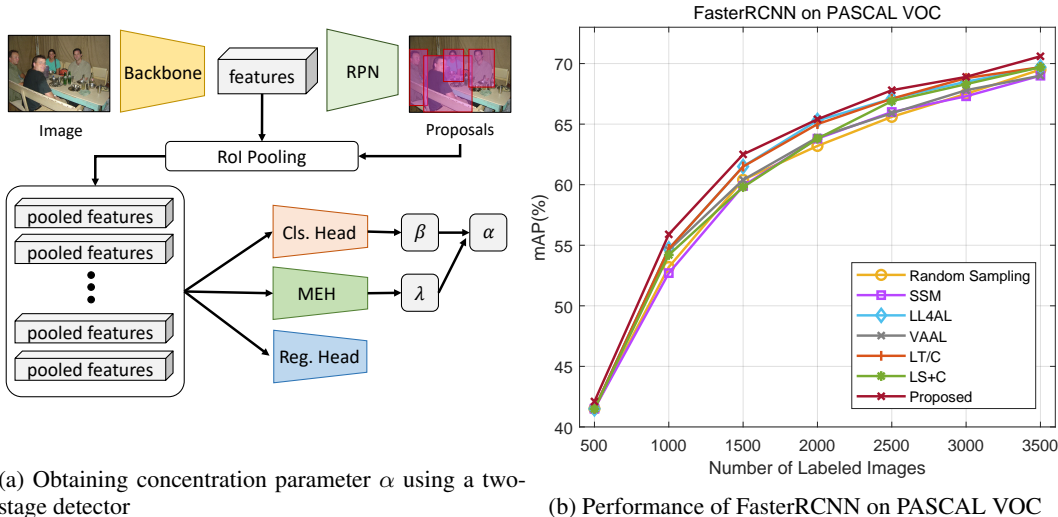 Image
Backbone
features
RPN
Proposals
RoI Pooling
pooled features
pooled features
pooled features
pooled features
Cls. Head
MEH
Reg. Head
β
λ
α
(a) Obtaining concentration parameter α using a two-
stage detector
FasterRCNN on PASCAL VOC
mAP(%)
70
65
60
55
50
45
40
500 1000 1500 2000 2500 3000 3500
Number of Labeled Images
Random Sampling
SSM
LL4AL
VAAL
LT/C
LS+C
Proposed
(b) Performance of FasterRCNN on PASCAL VOC